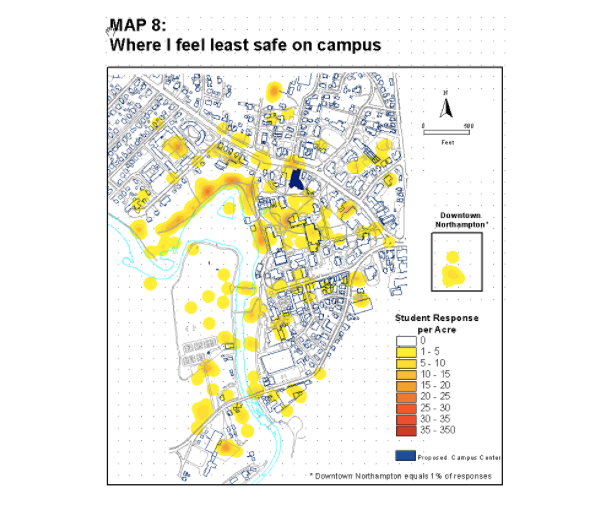 MAP 8:
Where I feel least safe on campus
N
0 500
Feet
Downtown
Northampton*
Student Response
per Acre
0
1 - 5
5 - 10
10 - 15
15 - 20
20 - 25
25 - 30
30 - 35
35 - 350
Proposed Campus Center
* Downtown Northampton equals 1% of responses